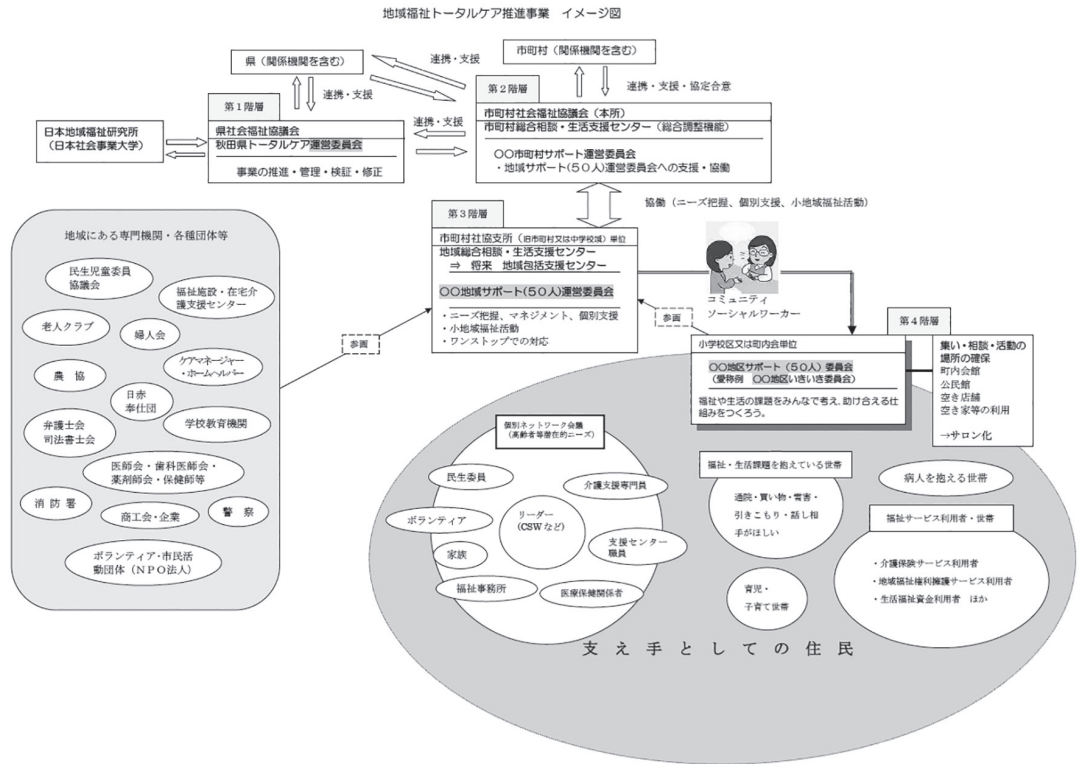 地域福祉トータルケア推進事業　イメージ図
県（関係機関を含む）
市町村（関係機関を含む）
連携・支援
連携・支援
連携・支援・協定合意
連携・支援
日本地域福祉研究所
（日本社会事業大学）
第１階層
県社会福祉協議会
秋田県トータルケア運営委員会
事業の推進・管理・検証・修正
第２階層
市町村社会福祉協議会（本所）
市町村総合相談・生活支援センター（総合調整機能）
〇〇市町村サポート運営委員会
・地域サポート(５０人)運営委員会への支援・協働
協働（ニーズ把握、個別支援、小地域福祉活動）
第３階層
市町村社協支所（旧市町村又は中学校域）単位
地域総合相談・生活支援センター
⇒　将来　地域包括支援センター
〇〇地域サポート(５０人)運営委員会
・ニーズ把握、マネジメント、個別支援
・小地域福祉活動
・ワンストップでの対応
コミュニティ
ソーシャルワーカー
参画
参画
第４階層
小学校区又は町内会単位
〇〇地区サポート（５０人）委員会
（愛称例　〇〇地区いきいき委員会）
福祉や生活の課題をみんなで考え、助け合える仕
組みをつくろう。
集い・相談・活動の
場所の確保
町内会館
公民館
空き店舗
空き家等の利用
→サロン化
地域にある専門機関・各種団体等
民生児童委員
協議会
福祉施設・在宅介
護支援センター
老人クラブ
婦人会
ケアマネージャー・
ホームヘルパー
農　協
日赤
奉仕団
弁護士会
司法書士会
学校教育機関
医師会・歯科医師会・
薬剤師会・保健師等
消 防 署
商工会・企業
警　察
ボランティア・市民活
動団体（ＮＰＯ法人）
個別ネットワーク会議
（高齢者等潜在的ニーズ）
民生委員
介護支援専門員
ボランティア
リーダー
(CSWなど)
家族
支援センター
職員
福祉事務所
医療保健関係者
福祉・生活課題を抱えている世帯
通院・買い物・雪害・
引きこもり・話し相
手がほしい
病人を抱える世帯
福祉サービス利用者・世帯
・介護保険サービス利用者
・地域福祉権利擁護サービス利用者
・生活福祉資金利用者　ほか
育児・
子育て世帯
支え手としての住民